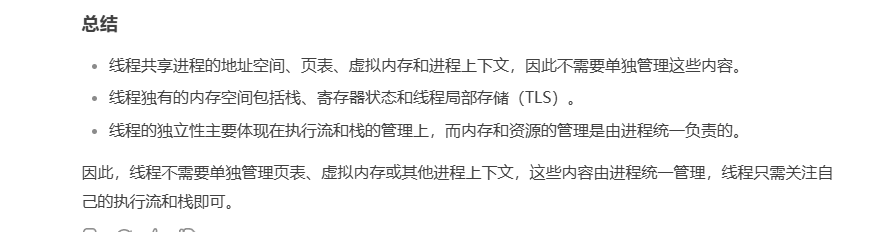 总结
线程共享进程的地址空间、页表、虚拟内存和进程上下文，因此不需要单独管理这些内容。
线程独有的内存空间包括栈、寄存器状态和线程局部存储（TLS）。
线程的独立性主要体现在执行流和栈的管理上，而内存和资源的管理是由进程统一负责的。
因此，线程不需要单独管理页表、虚拟内存或其他进程上下文，这些内容由进程统一管理，线程只需关注自
己的执行流和栈即可。